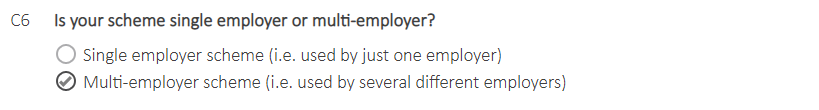 C6 Is your scheme single employer or multi-employer?
Single employer scheme (i.e. used by just one employer)
Multi-employer scheme (i.e. used by several different employers)